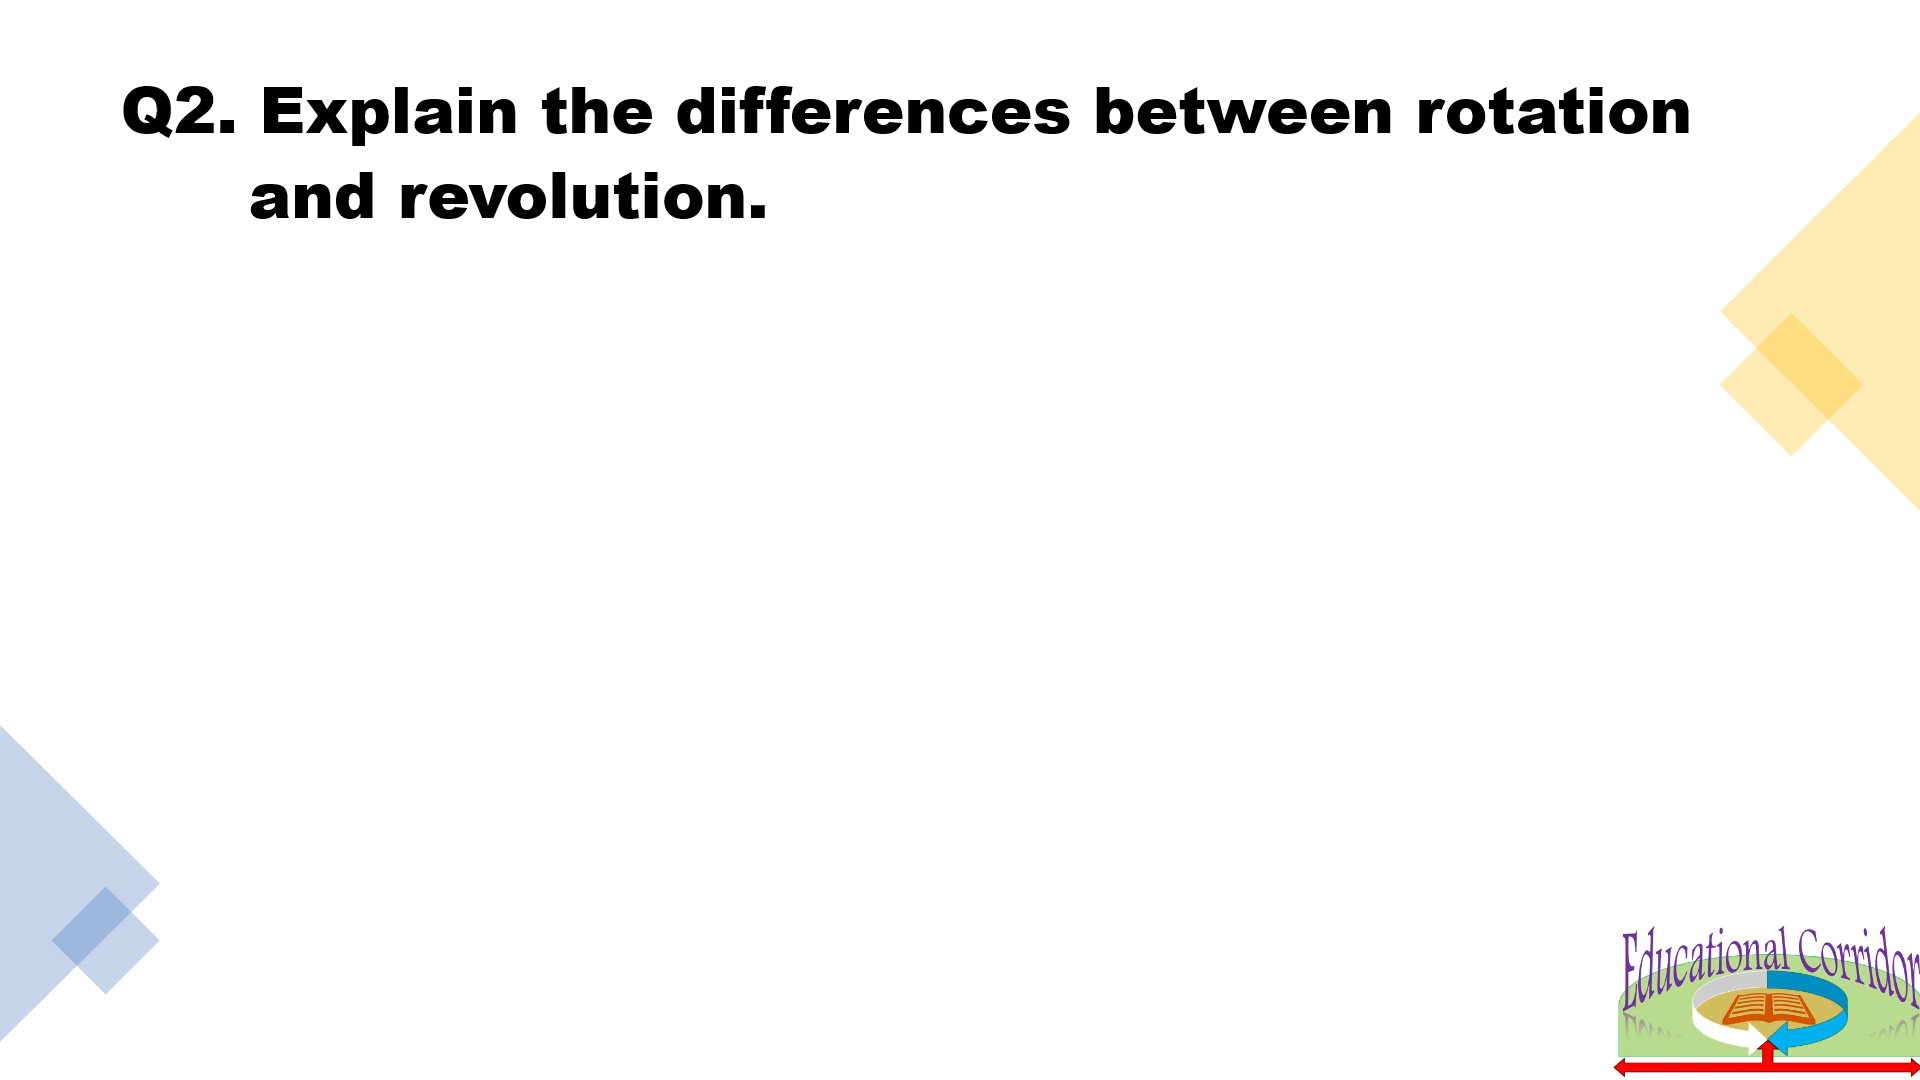 Q2. Explain the differences between rotation
and revolution.
Educational Corridor